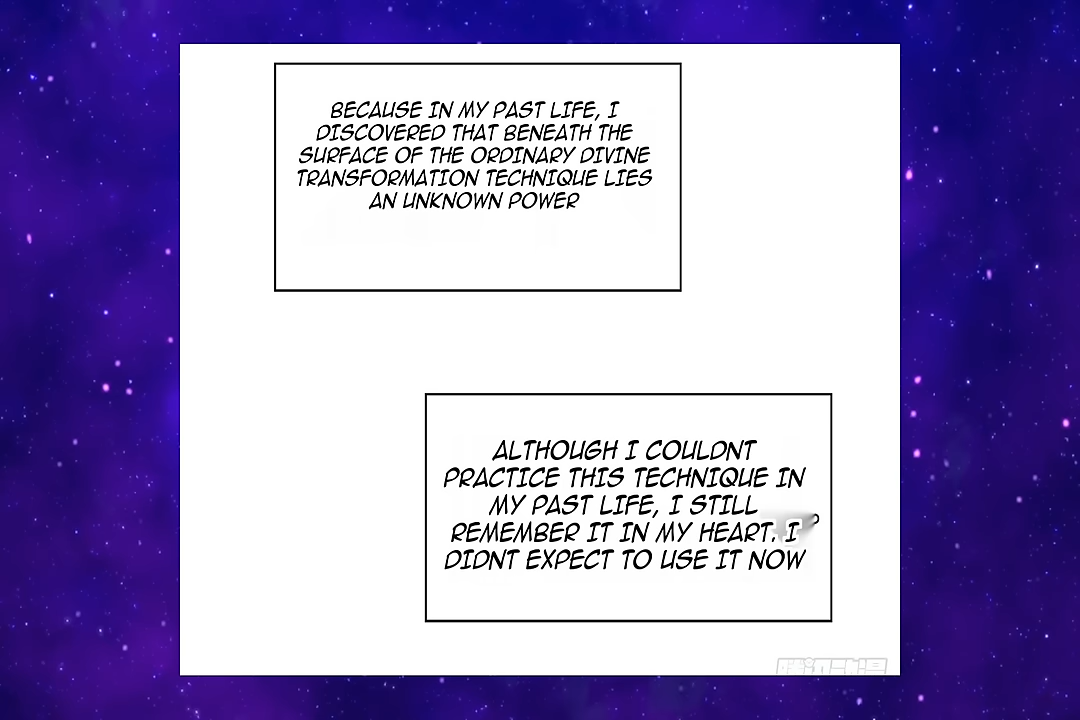 BECAUSE IN MY PAST LIFE, I
DISCOVERED THAT BENEATH THE
SURFACE OF THE ORDINARY DIVINE
TRANSFORMATION TECHNIQUE LIES
AN UNKNOWN POWER
ALTHOUGH I COULDNT
PRACTICE THIS TECHNIQUE IN
MY PAST LIFE, I STILL
REMEMBER IT IN MY HEART. I
DIDNT EXPECT TO USE IT NOW